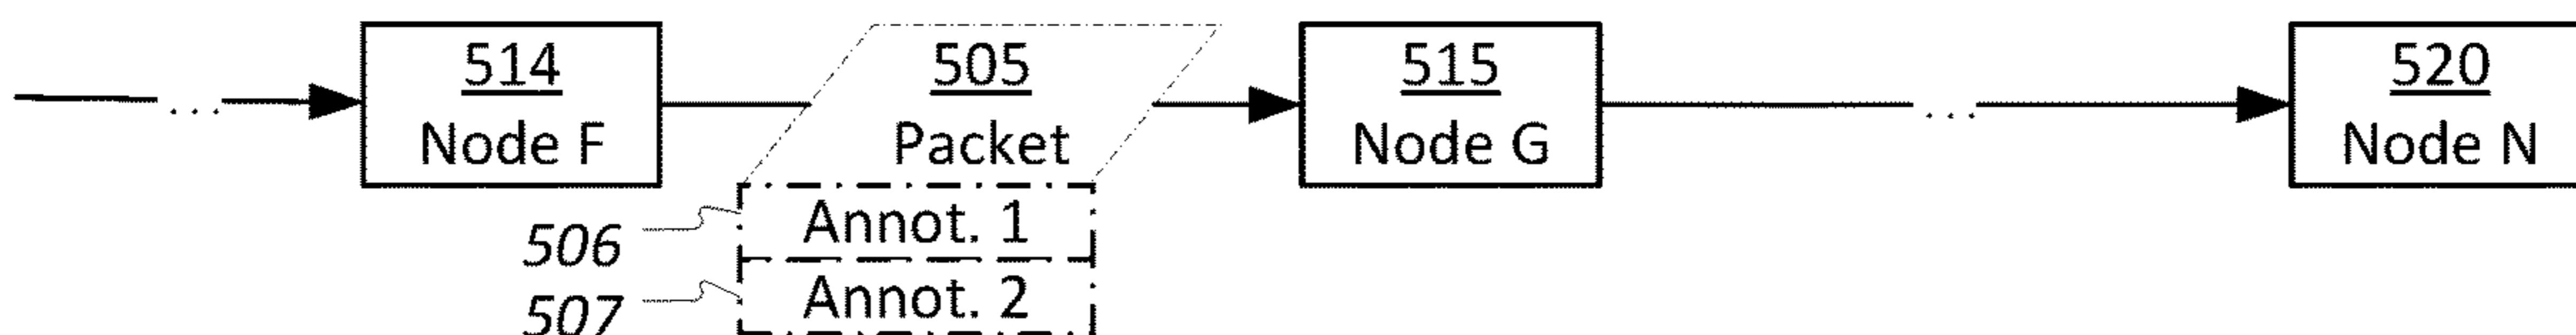 514
Node F
505
Packet
515
Node G
...
520
Node N
...
506
Annot. 1
507
Annot. 2